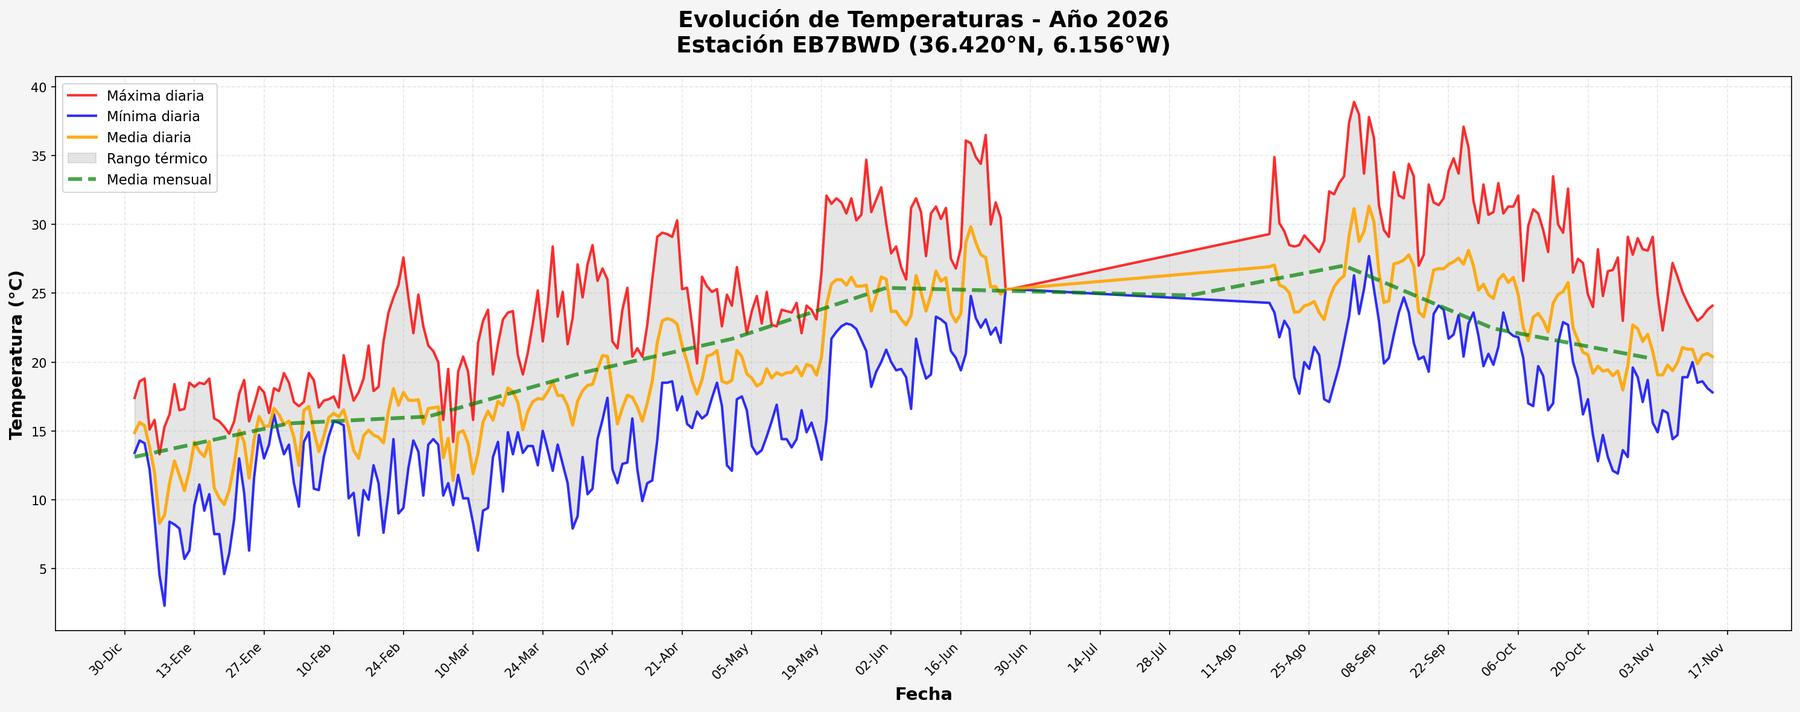 Evolución de Temperaturas - Año 2026
Estación EB7BWD (36.420°N, 6.156°W)
Máxima diaria
Mínima diaria
Media diaria
Rango térmico
Media mensual
Temperatura (°C)
40
35
30
25
20
15
10
5
30-Dic
13-Ene
27-Ene
10-Feb
24-Feb
10-Mar
24-Mar
07-Abr
21-Abr
05-May
19-May
02-Jun
16-Jun
30-Jun
14-Jul
28-Jul
11-Ago
25-Ago
08-Sep
22-Sep
06-Oct
20-Oct
03-Nov
17-Nov
Fecha